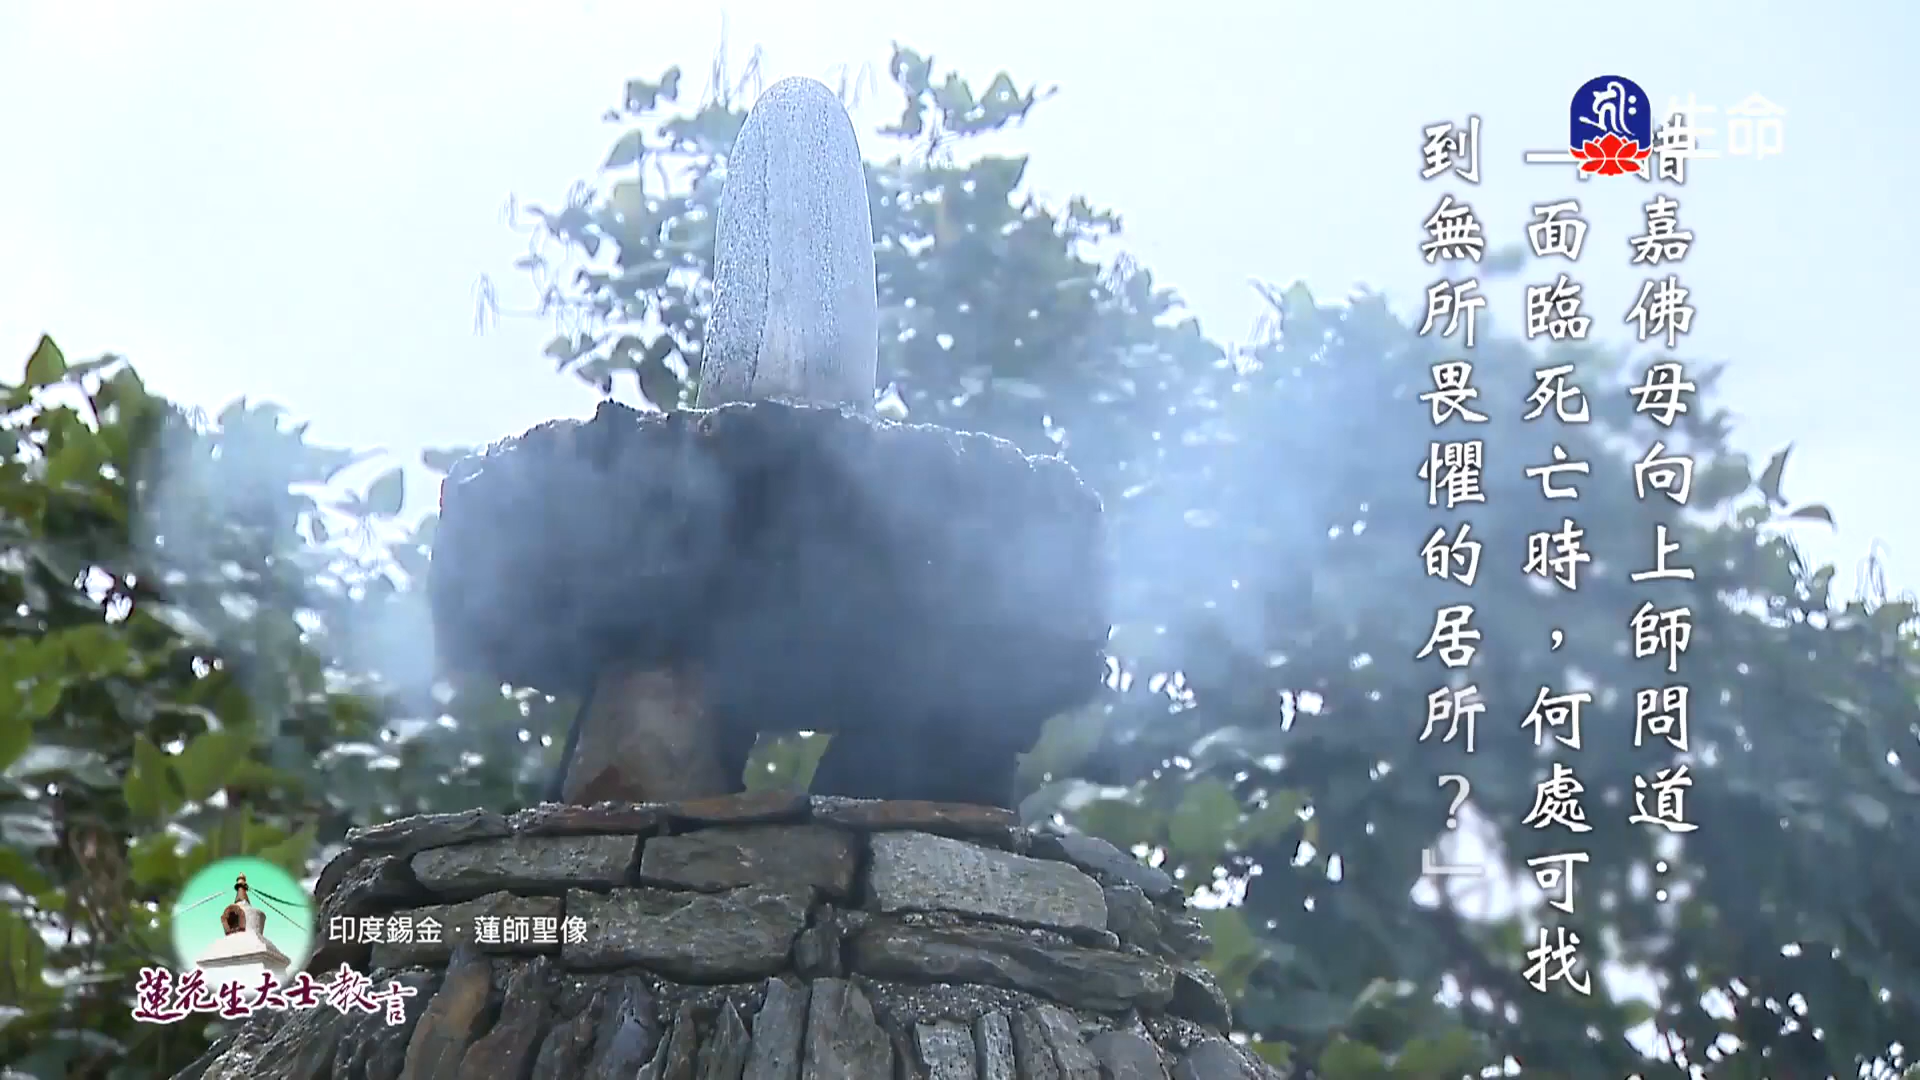 生命
措嘉佛母向上師問道：
「面臨死亡時，何處可找
到無所畏懼的居所？」
印度錫金．蓮師聖像
蓮花生大士教言